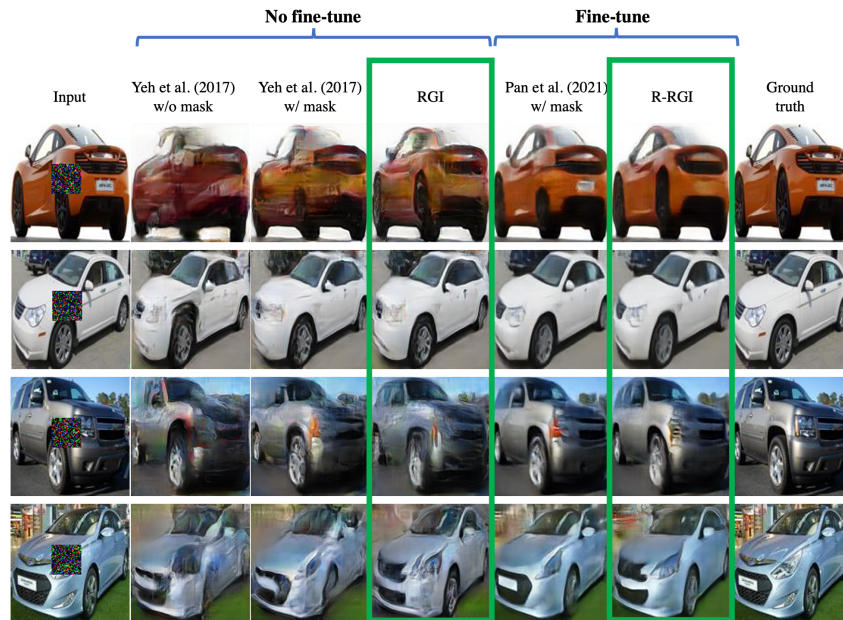 No fine-tune
Fine-tune
Input
Yeh et al. (2017)
w/o mask
Yeh et al. (2017)
w/ mask
RGI
Pan et al. (2021)
w/ mask
R-RGI
Ground
truth